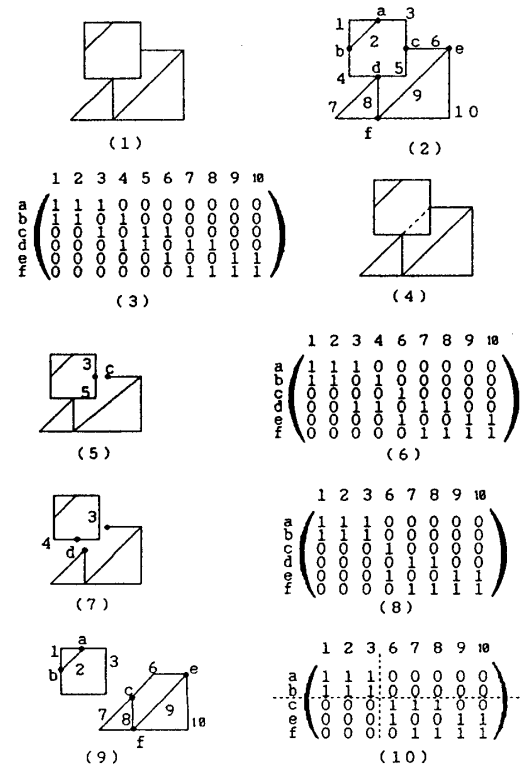 1 a 3
b 2 c 6 e
4 d 5
7 8 9 10
f
(1)
(2)
1 2 3 4 5 6 7 8 9 10
a 1 1 1 0 0 0 0 0 0 0
b 1 1 0 1 0 0 0 0 0 0
c 0 0 1 0 1 1 0 0 0 0
d 0 0 0 1 1 0 1 1 0 0
e 0 0 0 0 0 1 0 0 1 1
f 0 0 0 0 0 0 1 1 1 1
(3)
(4)
3 c
5
(5)
1 2 3 4 6 7 8 9 10
a 1 1 1 0 0 0 0 0 0
b 1 1 0 1 0 0 0 0 0
c 0 0 0 0 1 0 0 0 0
d 0 0 1 1 0 1 1 0 0
e 0 0 0 0 1 0 0 1 1
f 0 0 0 0 0 1 1 1 1
(6)
3
4 d
(7)
1 2 3 6 7 8 9 10
a 1 1 1 0 0 0 0 0
b 1 1 1 0 0 0 0 0
c 0 0 0 1 0 0 0 0
0 0 0 0 1 1 0 0
e 0 0 0 1 0 0 1 1
f 0 0 0 0 1 1 1 1
(8)
1 a 3
b 2
6 e
c
7 8 9 10
f
(9)
1 2 3 6 7 8 9 10
a 1 1 1 0 0 0 0 0
b 1 1 1 0 0 0 0 0
c 0 0 0 1 1 1 0 0
e 0 0 0 1 0 0 1 1
f 0 0 0 0 1 1 1 1
(10)